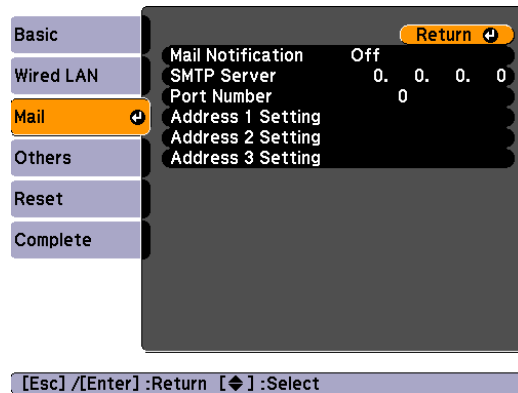 Basic
Wired LAN
Mail
Others
Reset
Complete
Return
Mail Notification Off
SMTP Server 0. 0. 0. 0
Port Number 0
Address 1 Setting
Address 2 Setting
Address 3 Setting
[Esc] /[Enter] :Return [◆] :Select